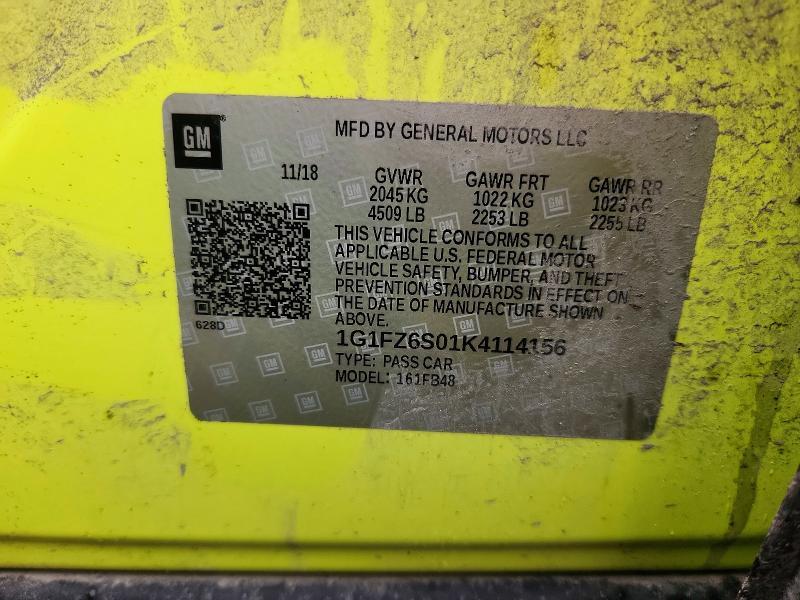 GM
MFD BY GENERAL MOTORS LLC
11/18
GVWR GAWR FRT GAWR RR
2045 KG 1022 KG 1023 KG
4509 LB 2253 LB 2255 LB
THIS VEHICLE CONFORMS TO ALL
APPLICABLE U.S. FEDERAL MOTOR
VEHICLE SAFETY, BUMPER, AND THEFT
PREVENTION STANDARDS IN EFFECT ON
THE DATE OF MANUFACTURE SHOWN
ABOVE.
628D
1G1FZ6S01K4114156
TYPE: PASS CAR
MODEL: 161FB48